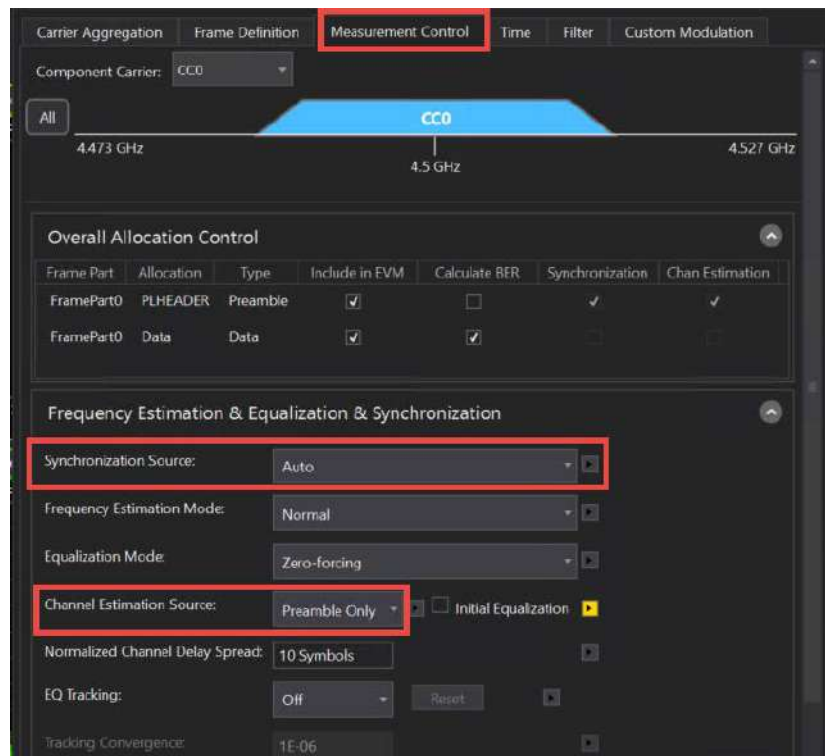 Carrier Aggregation Frame Definition Measurement Control Time Filter Custom Modulation
Component Carrier: CC0
All
CC0
4.473 GHz 4.5 GHz 4.527 GHz
Overall Allocation Control
Frame Part Allocation Type Include in EVM Calculate BER Synchronization Chan Estimation
FramePart0 PLHEADER Preamble
FramePart0 Data Data
Frequency Estimation & Equalization & Synchronization
Synchronization Source: Auto
Frequency Estimation Mode: Normal
Equalization Mode: Zero-forcing
Channel Estimation Source: Preamble Only Initial Equalization
Normalized Channel Delay Spread: 10 Symbols
EQ Tracking: Off Reset
Tracking Convergence: 1E-06